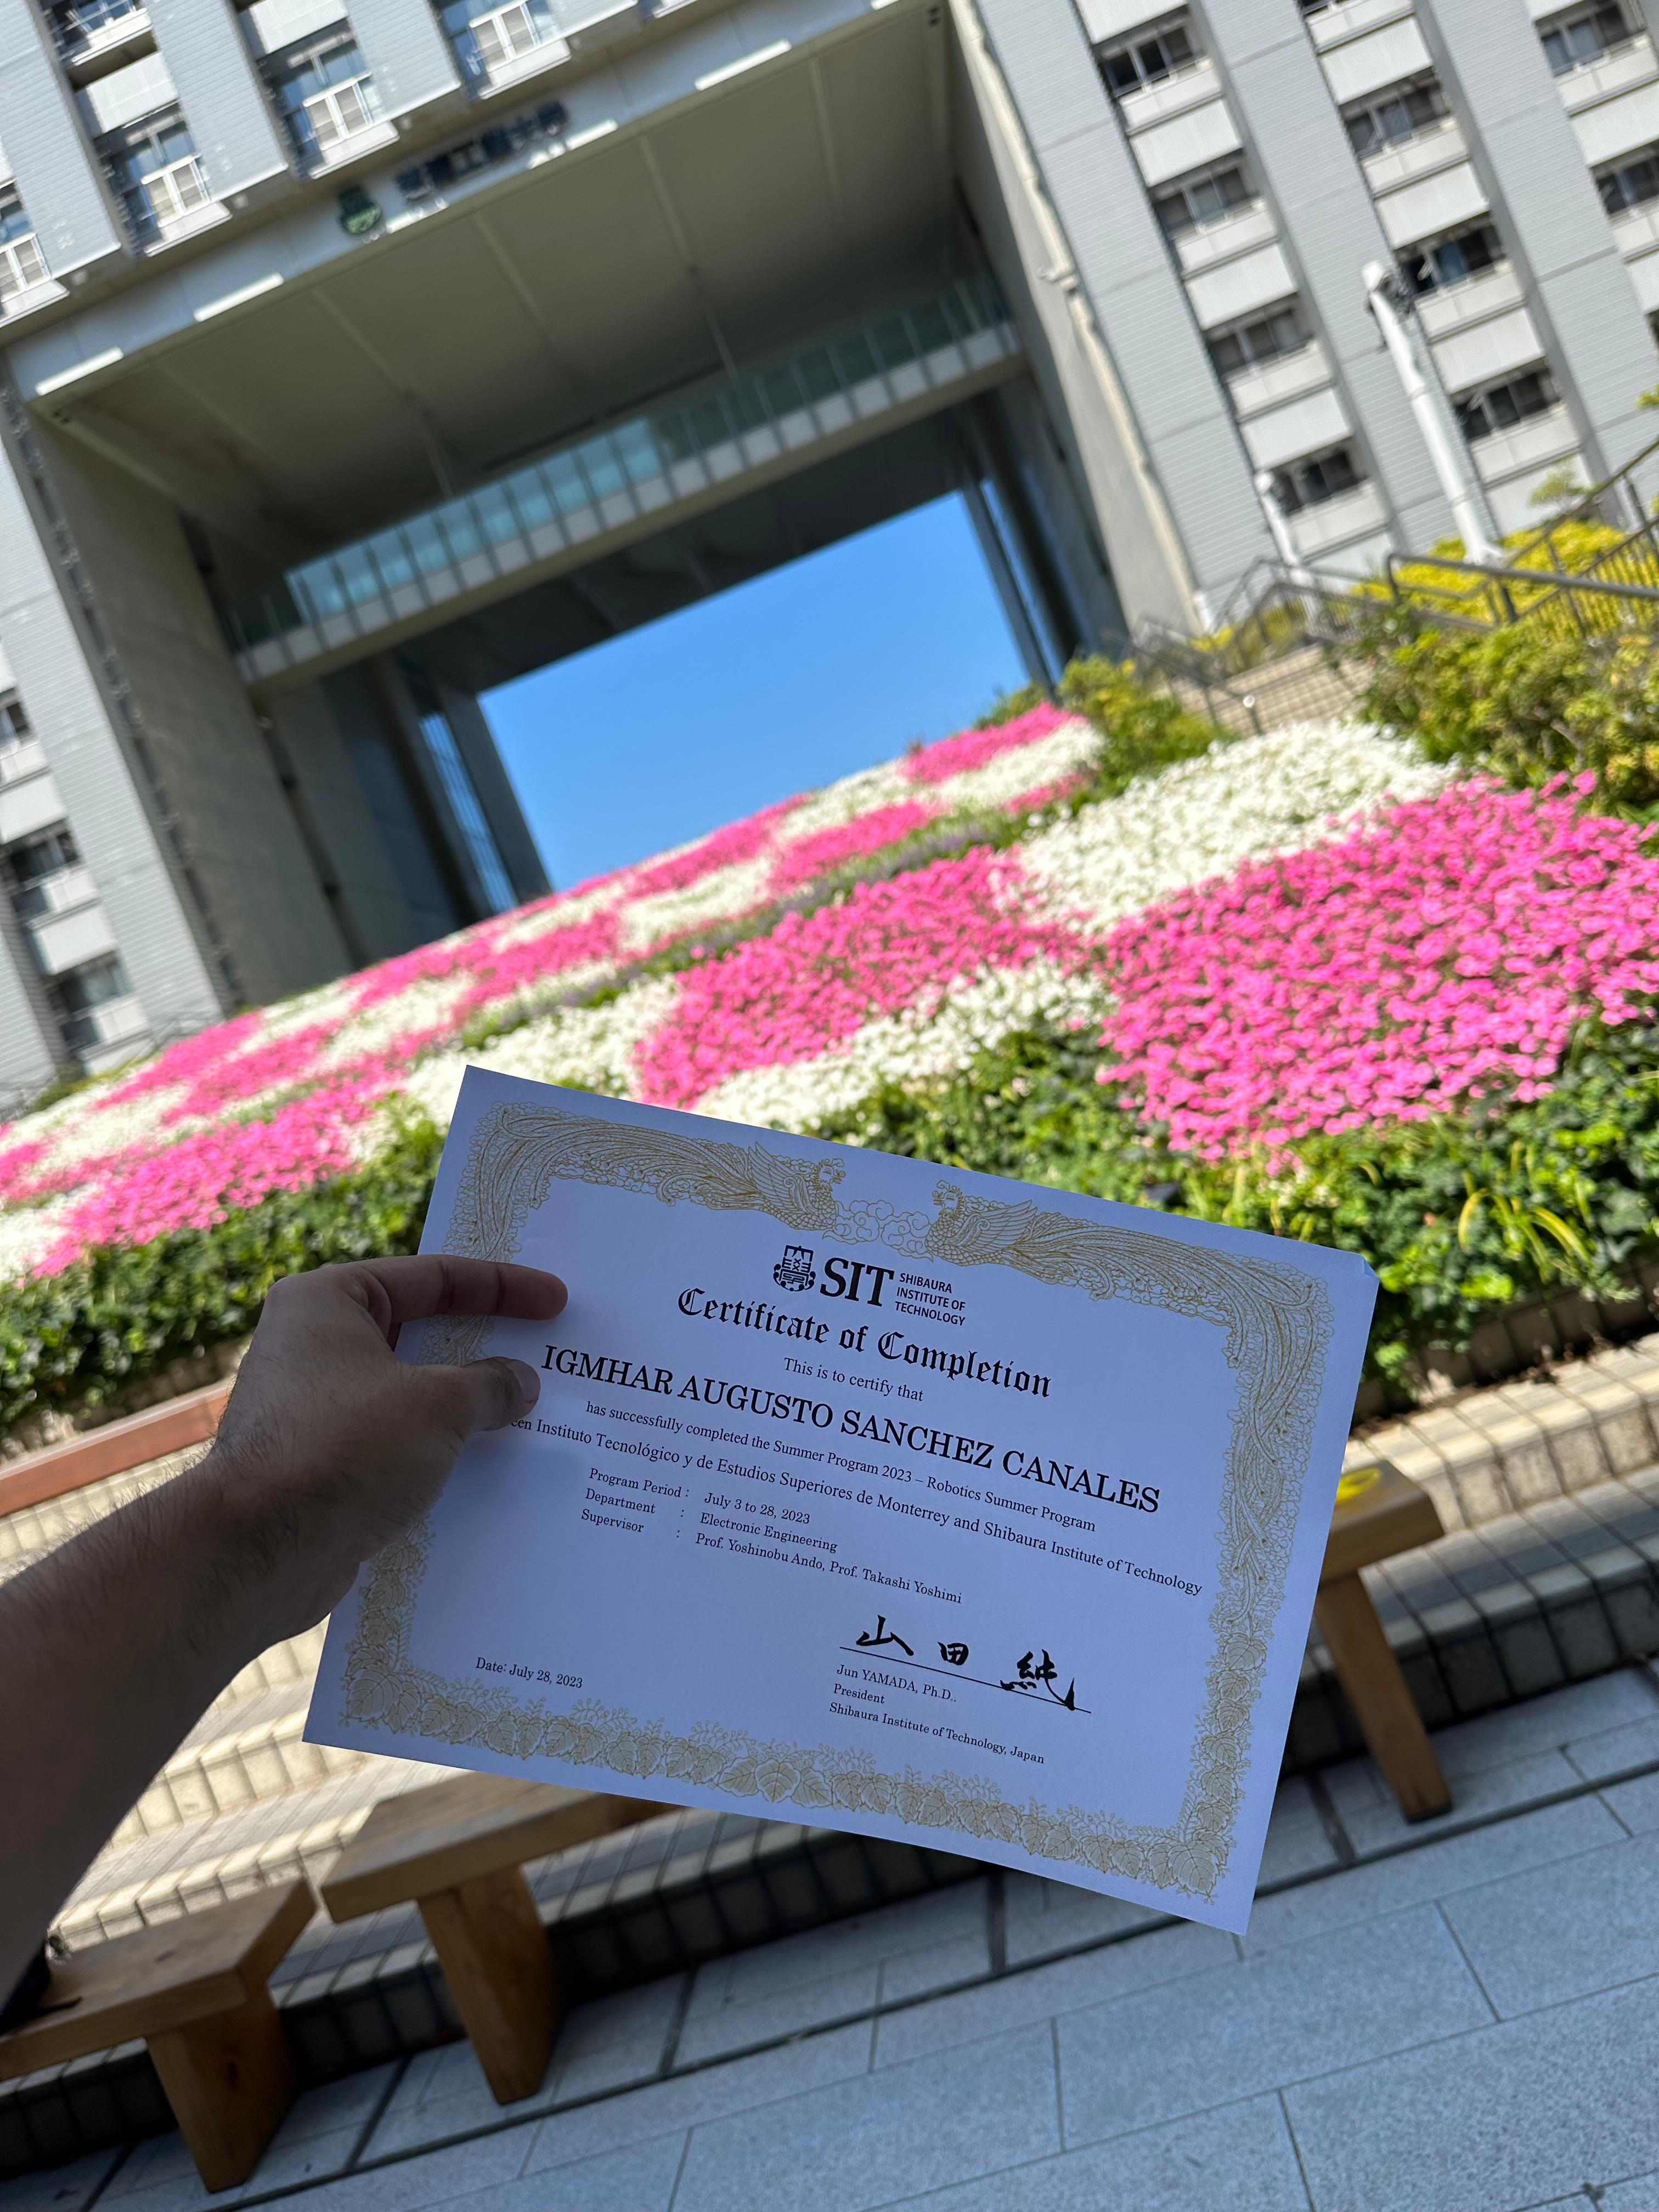 SIT SHIBAURA
INSTITUTE OF
TECHNOLOGY
Certificate of Completion
This is to certify that
IGMHAR AUGUSTO SANCHEZ CANALES
has successfully completed the Summer Program 2023 – Robotics Summer Program
Instituto Tecnológico y de Estudios Superiores de Monterrey and Shibaura Institute of Technology
Program Period : July 3 to 28, 2023
Department : Electronic Engineering
Supervisor : Prof. Yoshinobu Ando, Prof. Takashi Yoshimi
山田 純
Date: July 28, 2023
Jun YAMADA, Ph.D..
President
Shibaura Institute of Technology, Japan